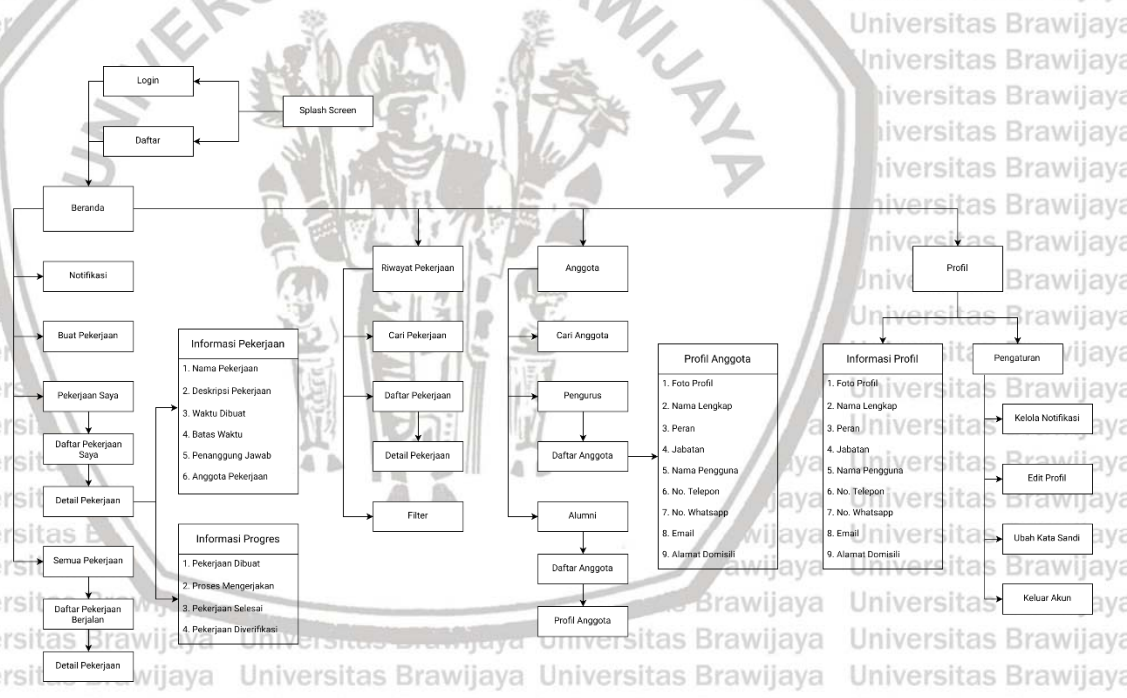 Login
Splash Screen
Daftar
Beranda
Notifikasi
Buat Pekerjaan
Pekerjaan Saya
Daftar Pekerjaan
Saya
Detail Pekerjaan
Semua Pekerjaan
Daftar Pekerjaan
Berjalan
Detail Pekerjaan
Informasi Pekerjaan
1. Nama Pekerjaan
2. Deskripsi Pekerjaan
3. Waktu Dibuat
4. Batas Waktu
5. Penanggung Jawab
6. Anggota Pekerjaan
Informasi Progres
1. Pekerjaan Dibuat
2. Proses Mengerjakan
3. Pekerjaan Selesai
4. Pekerjaan Diverifikasi
Riwayat Pekerjaan
Cari Pekerjaan
Daftar Pekerjaan
Detail Pekerjaan
Filter
Anggota
Cari Anggota
Pengurus
Daftar Anggota
Alumni
Daftar Anggota
Profil Anggota
Profil Anggota
1. Foto Profil
2. Nama Lengkap
3. Peran
4. Jabatan
5. Nama Pengguna
6. No. Telepon
7. No. Whatsapp
8. Email
9. Alamat Domisili
Profil
Informasi Profil
1. Foto Profil
2. Nama Lengkap
3. Peran
4. Jabatan
5. Nama Pengguna
6. No. Telepon
7. No. Whatsapp
8. Email
9. Alamat Domisili
Pengaturan
Kelola Notifikasi
Edit Profil
Ubah Kata Sandi
Keluar Akun
Universitas Brawijaya
Universitas Brawijaya
Universitas Brawijaya
Universitas Brawijaya